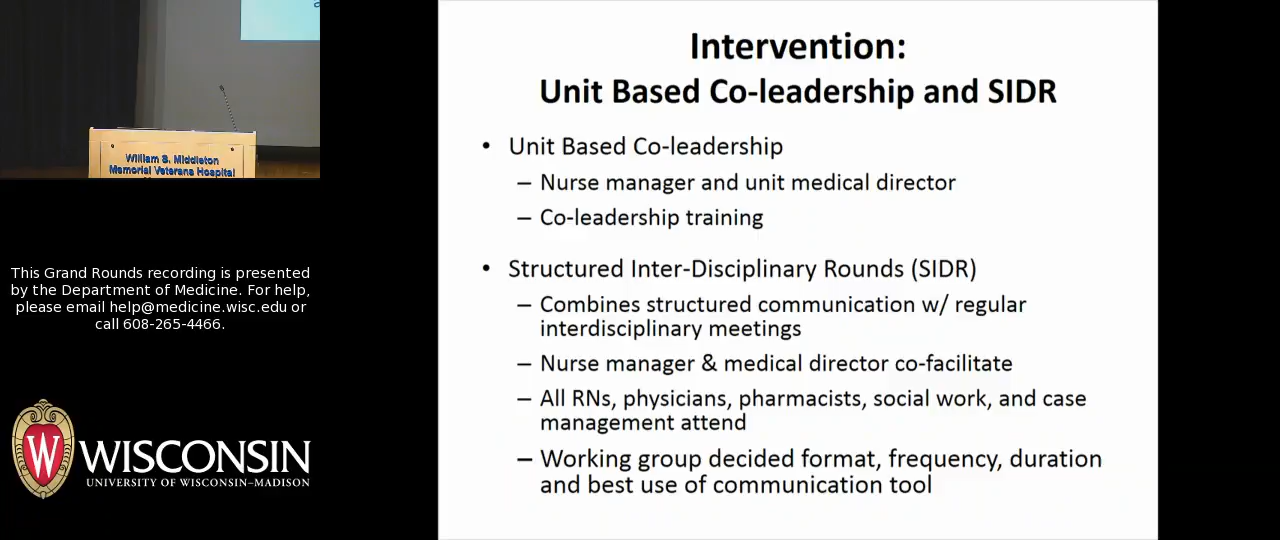 William S. Middleton
Memorial Veterans Hospital
This Grand Rounds recording is presented
by the Department of Medicine. For help,
please email help@medicine.wisc.edu or
call 608-265-4466.
W
WISCONSIN
UNIVERSITY OF WISCONSIN–MADISON
Intervention:
Unit Based Co-leadership and SIDR
• Unit Based Co-leadership
– Nurse manager and unit medical director
– Co-leadership training
• Structured Inter-Disciplinary Rounds (SIDR)
– Combines structured communication w/ regular
interdisciplinary meetings
– Nurse manager & medical director co-facilitate
– All RNs, physicians, pharmacists, social work, and case
management attend
– Working group decided format, frequency, duration
and best use of communication tool